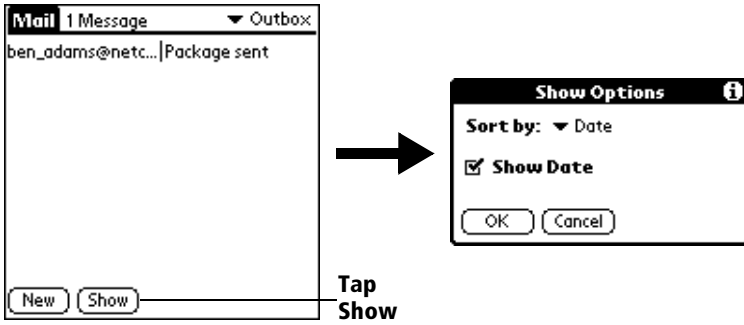 Mail 1 Message Outbox
ben_adams@netc... Package sent
New Show
Tap
Show
Show Options
Sort by: Date
Show Date
OK Cancel